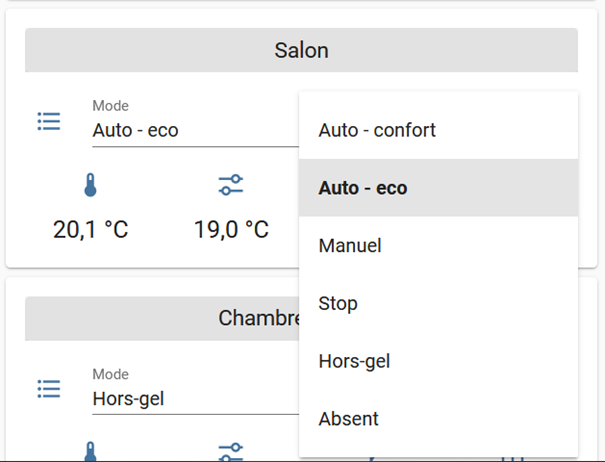 Salon
Mode
Auto - eco
20,1 °C
19,0 °C
Auto - confort
Auto - eco
Manuel
Stop
Hors-gel
Absent
Chambre
Mode
Hors-gel